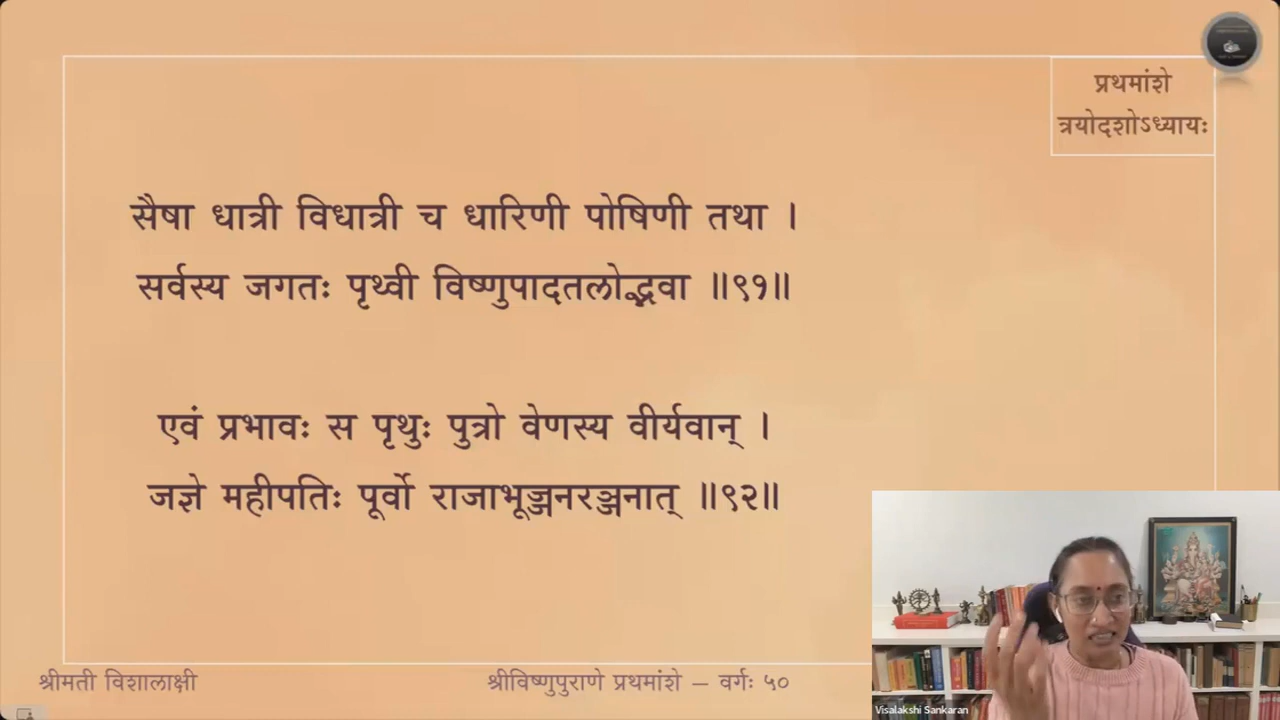 प्रथमांशे
त्रयोदशोऽध्यायः
सैषा धात्री विधात्री च धारिणी पोषिणी तथा ।
सर्वस्य जगतः पृथ्वी विष्णुपादतलोद्भवा ॥९१॥
एवं प्रभावः स पृथुः पुत्रो वेणस्य वीर्यवान् ।
जज्ञे महीपतिः पूर्वो राजाभूज्जनरञ्जनात् ॥९२॥
श्रीमती विशालाक्षी
श्रीविष्णुपुराणे प्रथमांशे – वर्गः ५०
Visalakshi Sankaran